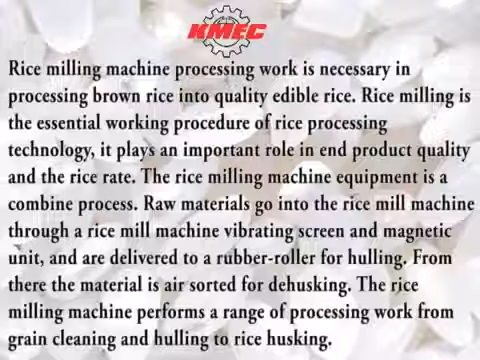 KMEC
Rice milling machine processing work is necessary in
processing brown rice into quality edible rice. Rice milling is
the essential working procedure of rice processing
technology, it plays an important role in end product quality
and the rice rate. The rice milling machine equipment is a
combine process. Raw materials go into the rice mill machine
through a rice mill machine vibrating screen and magnetic
unit, and are delivered to a rubber-roller for hulling. From
there the material is air sorted for dehusking. The rice
milling machine performs a range of processing work from
grain cleaning and hulling to rice husking.